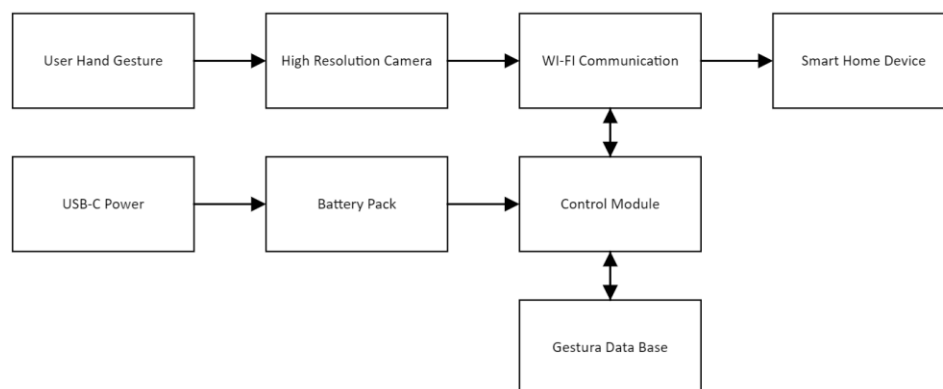 User Hand Gesture
High Resolution Camera
WI-FI Communication
Smart Home Device
USB-C Power
Battery Pack
Control Module
Gestura Data Base